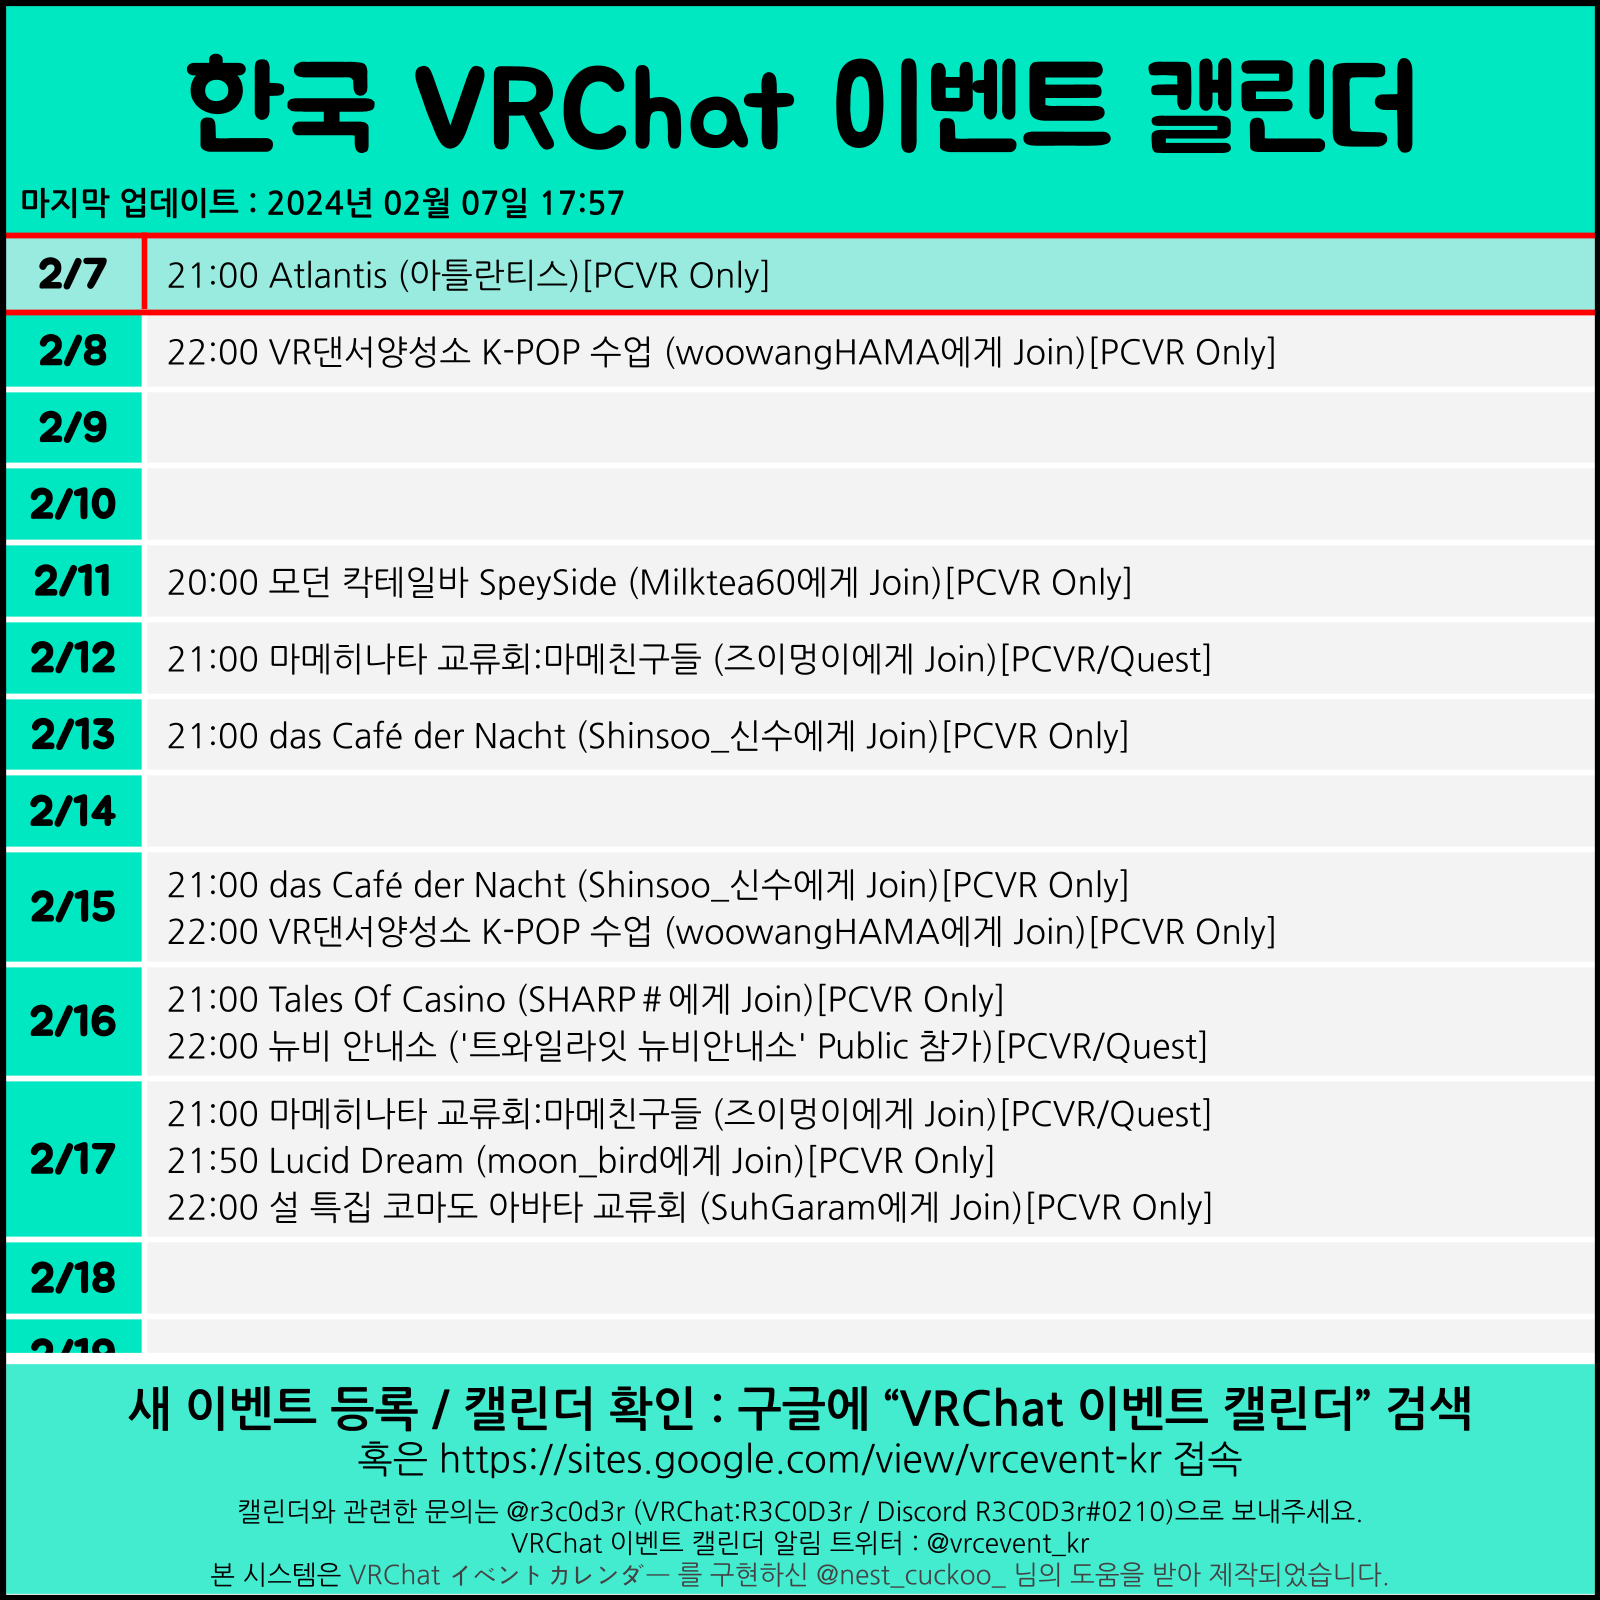 한국 VRChat 이벤트 캘린더
마지막 업데이트 : 2024년 02월 07일 17:57
2/7
21:00 Atlantis (아틀란티스)[PCVR Only]
2/8
22:00 VR댄서양성소 K-POP 수업 (woowangHAMA에게 Join)[PCVR Only]
2/9
2/10
2/11
20:00 모던 칵테일바 SpeySide (Milktea60에게 Join)[PCVR Only]
2/12
21:00 마메히나타 교류회:마메친구들 (즈이멍이에게 Join)[PCVR/Quest]
2/13
21:00 das Café der Nacht (Shinsoo_신수에게 Join)[PCVR Only]
2/14
2/15
21:00 das Café der Nacht (Shinsoo_신수에게 Join)[PCVR Only]
22:00 VR댄서양성소 K-POP 수업 (woowangHAMA에게 Join)[PCVR Only]
2/16
21:00 Tales Of Casino (SHARP＃에게 Join)[PCVR Only]
22:00 뉴비 안내소 ('트와일라잇 뉴비안내소' Public 참가)[PCVR/Quest]
2/17
21:00 마메히나타 교류회:마메친구들 (즈이멍이에게 Join)[PCVR/Quest]
21:50 Lucid Dream (moon_bird에게 Join)[PCVR Only]
22:00 설 특집 코마도 아바타 교류회 (SuhGaram에게 Join)[PCVR Only]
2/18
2/19
새 이벤트 등록 / 캘린더 확인 : 구글에 “VRChat 이벤트 캘린더” 검색
혹은 https://sites.google.com/view/vrcevent-kr 접속
캘린더와 관련한 문의는 @r3c0d3r (VRChat:R3C0D3r / Discord R3C0D3r#0210)으로 보내주세요.
VRChat 이벤트 캘린더 알림 트위터 : @vrcevent_kr
본 시스템은 VRChat イベントカレンダー 를 구현하신 @nest_cuckoo_ 님의 도움을 받아 제작되었습니다.